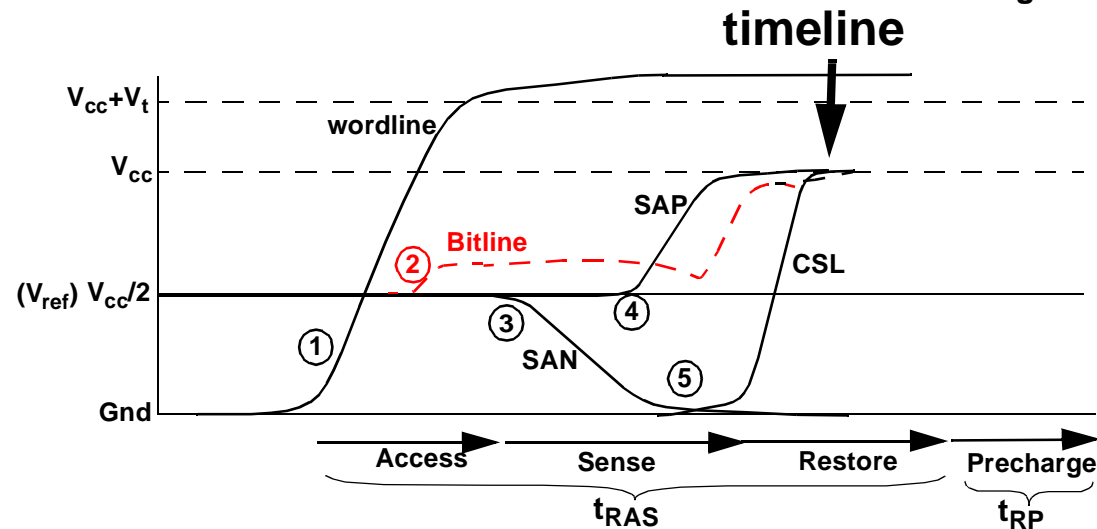 timeline
Vcc+Vt
wordline
Vcc
SAP
Bitline
2
CSL
(Vref) Vcc/2
3
4
1
SAN
5
Gnd
Access
Sense
Restore
Precharge
tRAS
tRP